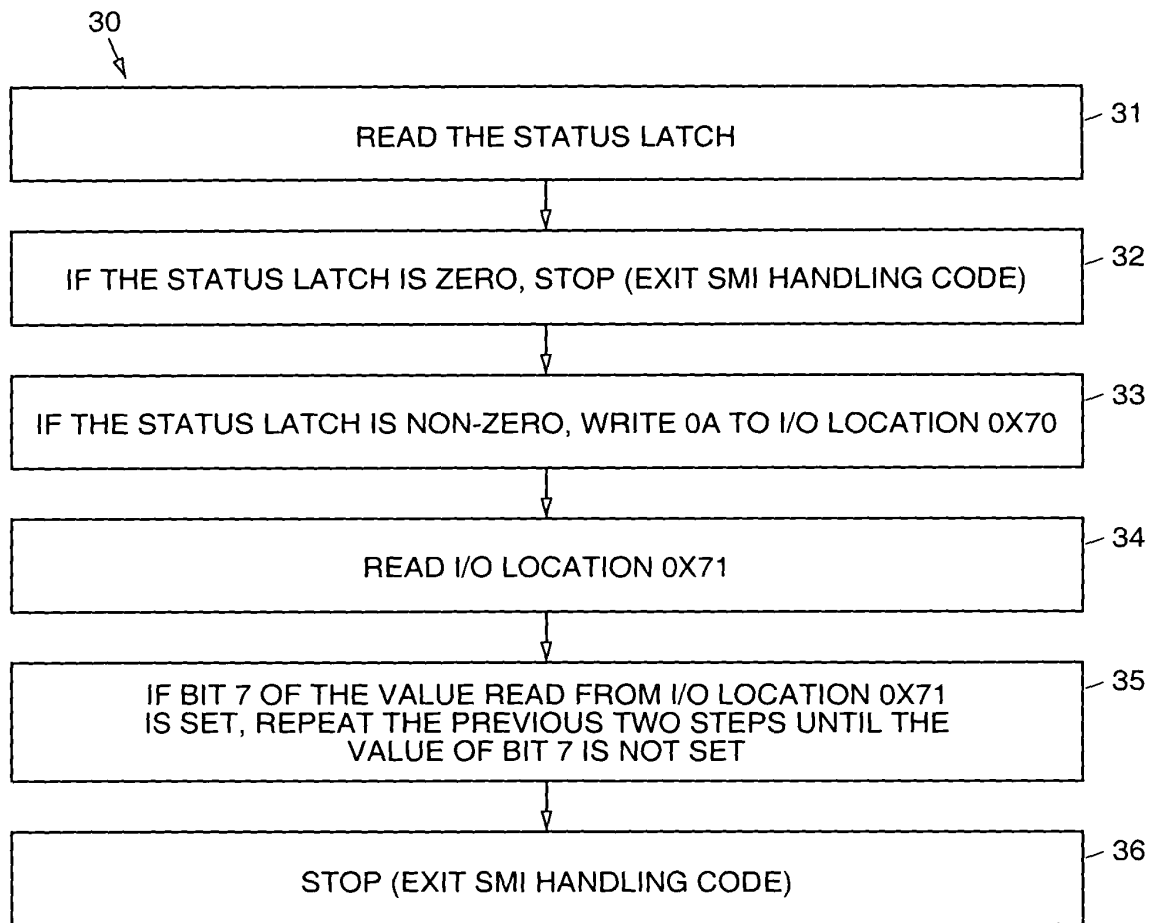 30
READ THE STATUS LATCH
31
IF THE STATUS LATCH IS ZERO, STOP (EXIT SMI HANDLING CODE)
32
IF THE STATUS LATCH IS NON-ZERO, WRITE 0A TO I/O LOCATION 0X70
33
READ I/O LOCATION 0X71
34
IF BIT 7 OF THE VALUE READ FROM I/O LOCATION 0X71
IS SET, REPEAT THE PREVIOUS TWO STEPS UNTIL THE
VALUE OF BIT 7 IS NOT SET
35
STOP (EXIT SMI HANDLING CODE)
36